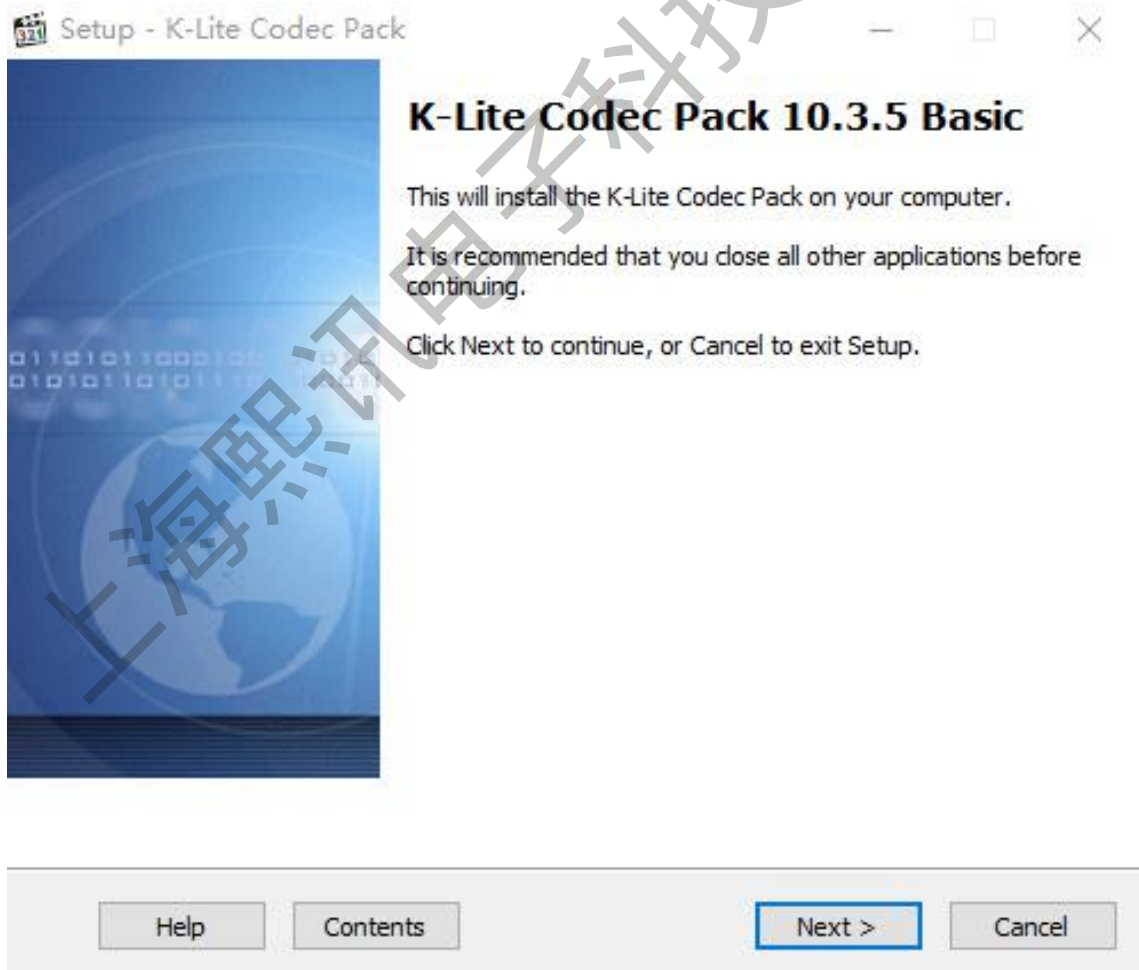 Setup - K-Lite Codec Pack
K-Lite Codec Pack 10.3.5 Basic
This will install the K-Lite Codec Pack on your computer.
It is recommended that you close all other applications before
continuing.
Click Next to continue, or Cancel to exit Setup.
上海熙讯电子科技
Help
Contents
Next >
Cancel